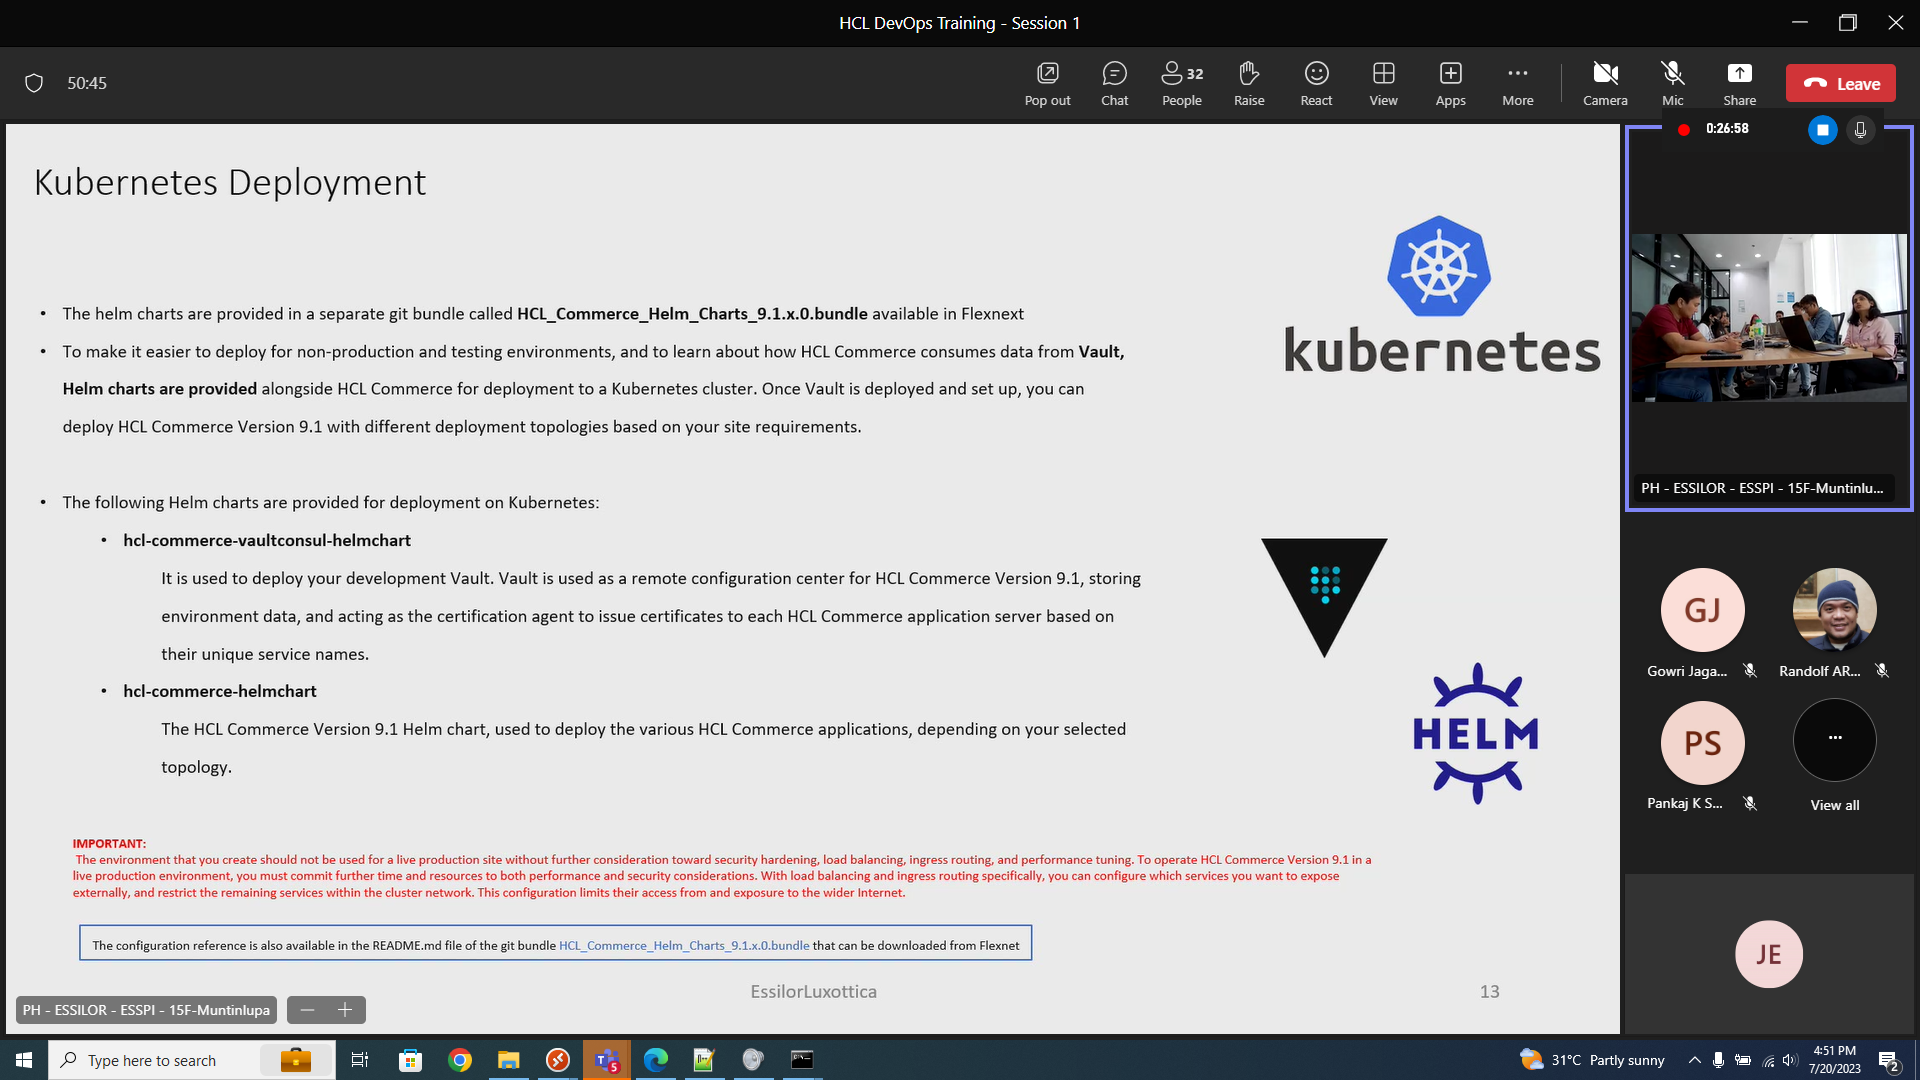 HCL DevOps Training - Session 1
50:45
Pop out
Chat
32
People
Raise
React
View
Apps
More
Camera
Mic
Share
Leave
0:26:58
Kubernetes Deployment
• The helm charts are provided in a separate git bundle called HCL_Commerce_Helm_Charts_9.1.x.0.bundle available in Flexnext
• To make it easier to deploy for non-production and testing environments, and to learn about how HCL Commerce consumes data from Vault,
Helm charts are provided alongside HCL Commerce for deployment to a Kubernetes cluster. Once Vault is deployed and set up, you can
deploy HCL Commerce Version 9.1 with different deployment topologies based on your site requirements.
• The following Helm charts are provided for deployment on Kubernetes:
• hcl-commerce-vaultconsul-helmchart
It is used to deploy your development Vault. Vault is used as a remote configuration center for HCL Commerce Version 9.1, storing
environment data, and acting as the certification agent to issue certificates to each HCL Commerce application server based on
their unique service names.
• hcl-commerce-helmchart
The HCL Commerce Version 9.1 Helm chart, used to deploy the various HCL Commerce applications, depending on your selected
topology.
kubernetes
HELM
IMPORTANT:
The environment that you create should not be used for a live production site without further consideration toward security hardening, load balancing, ingress routing, and performance tuning. To operate HCL Commerce Version 9.1 in a
live production environment, you must commit further time and resources to both performance and security considerations. With load balancing and ingress routing specifically, you can configure which services you want to expose
externally, and restrict the remaining services within the cluster network. This configuration limits their access from and exposure to the wider Internet.
The configuration reference is also available in the README.md file of the git bundle HCL_Commerce_Helm_Charts_9.1.x.0.bundle that can be downloaded from Flexnet
EssilorLuxottica
13
PH - ESSILOR - ESSPI - 15F-Muntinlupa
PH - ESSILOR - ESSPI - 15F-Muntinlu...
GJ
Gowri Jaga...
Randolf AR...
PS
Pankaj K S...
View all
JE
Type here to search
5
31°C Partly sunny
4:51 PM
7/20/2023
2